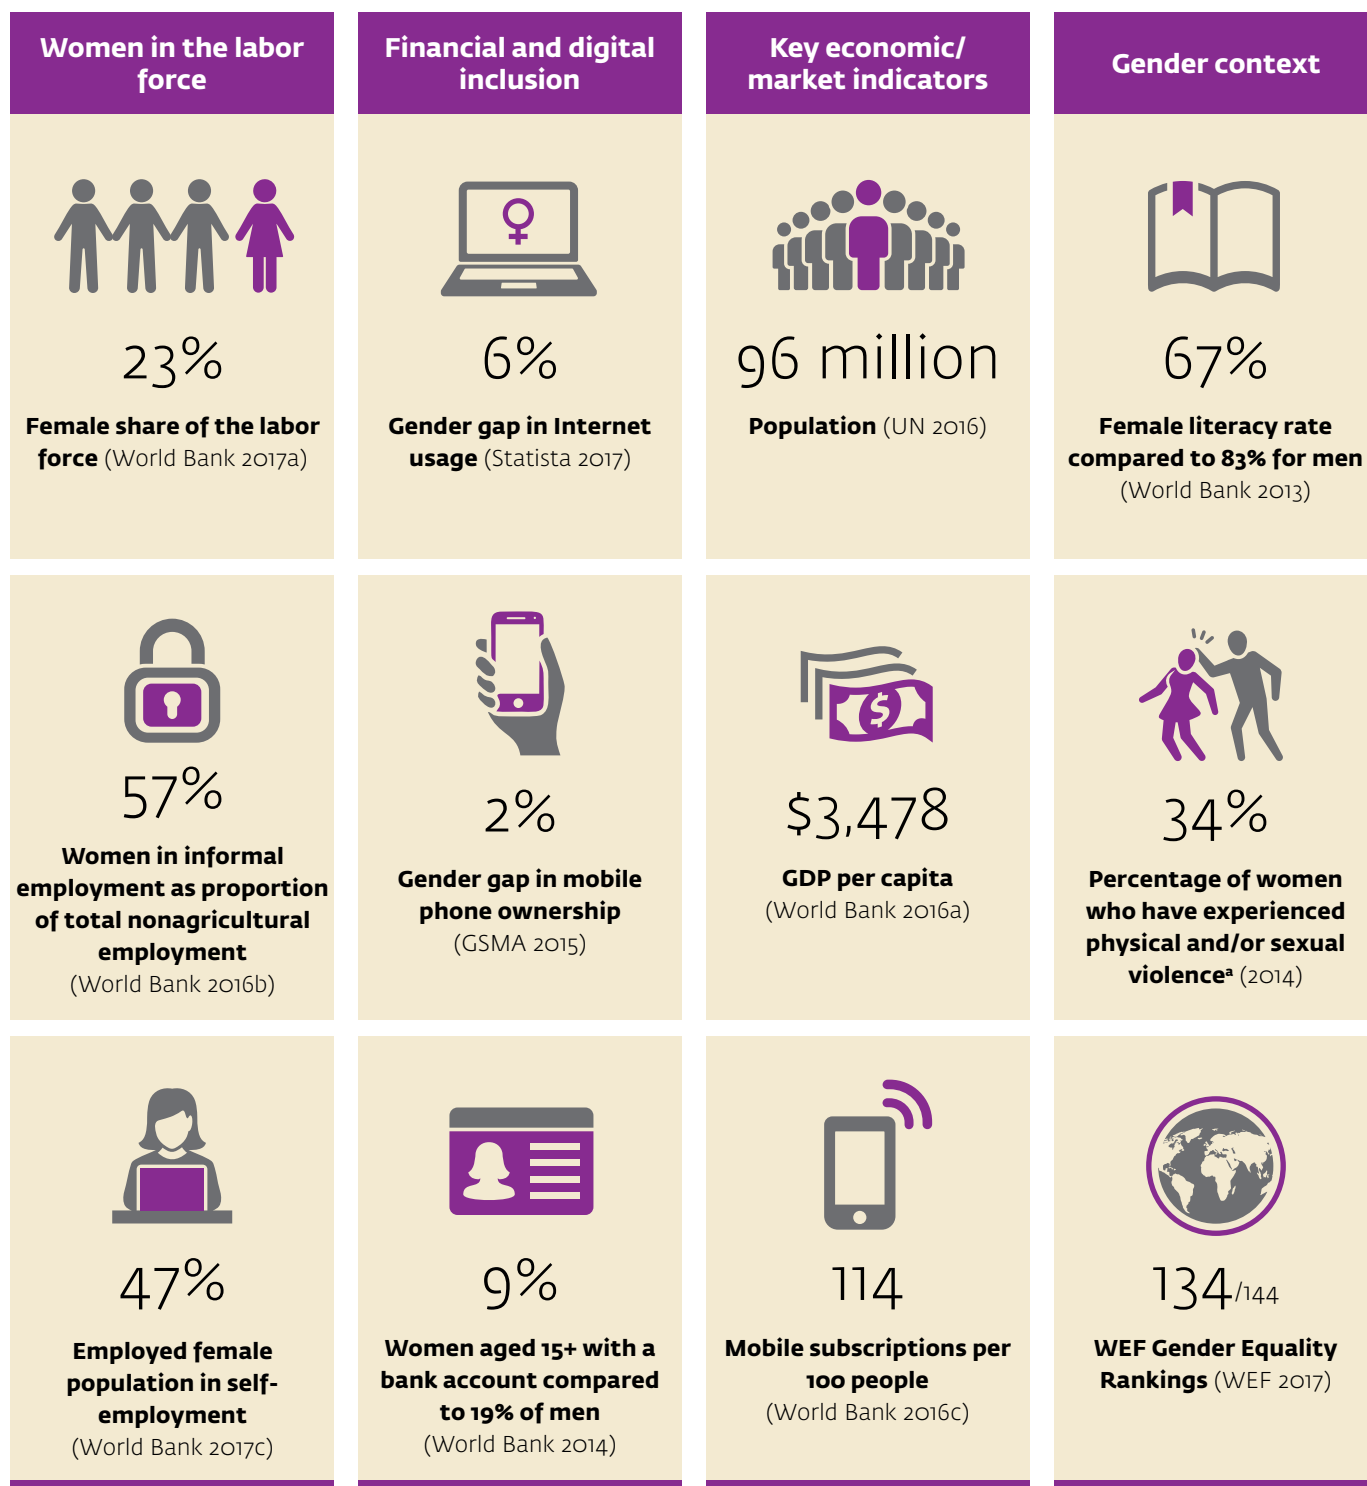 Women in the labor
force
23%
Female share of the labor
force (World Bank 2017a)
57%
Women in informal
employment as proportion
of total nonagricultural
employment
(World Bank 2016b)
47%
Employed female
population in self-
employment
(World Bank 2017c)
Financial and digital
inclusion
6%
Gender gap in Internet
usage (Statista 2017)
2%
Gender gap in mobile
phone ownership
(GSMA 2015)
9%
Women aged 15+ with a
bank account compared
to 19% of men
(World Bank 2014)
Key economic/
market indicators
96 million
Population (UN 2016)
$
$3,478
GDP per capita
(World Bank 2016a)
114
Mobile subscriptions per
100 people
(World Bank 2016c)
Gender context
67%
Female literacy rate
compared to 83% for men
(World Bank 2013)
34%
Percentage of women
who have experienced
physical and/or sexual
violenceᵃ (2014)
134/144
WEF Gender Equality
Rankings (WEF 2017)